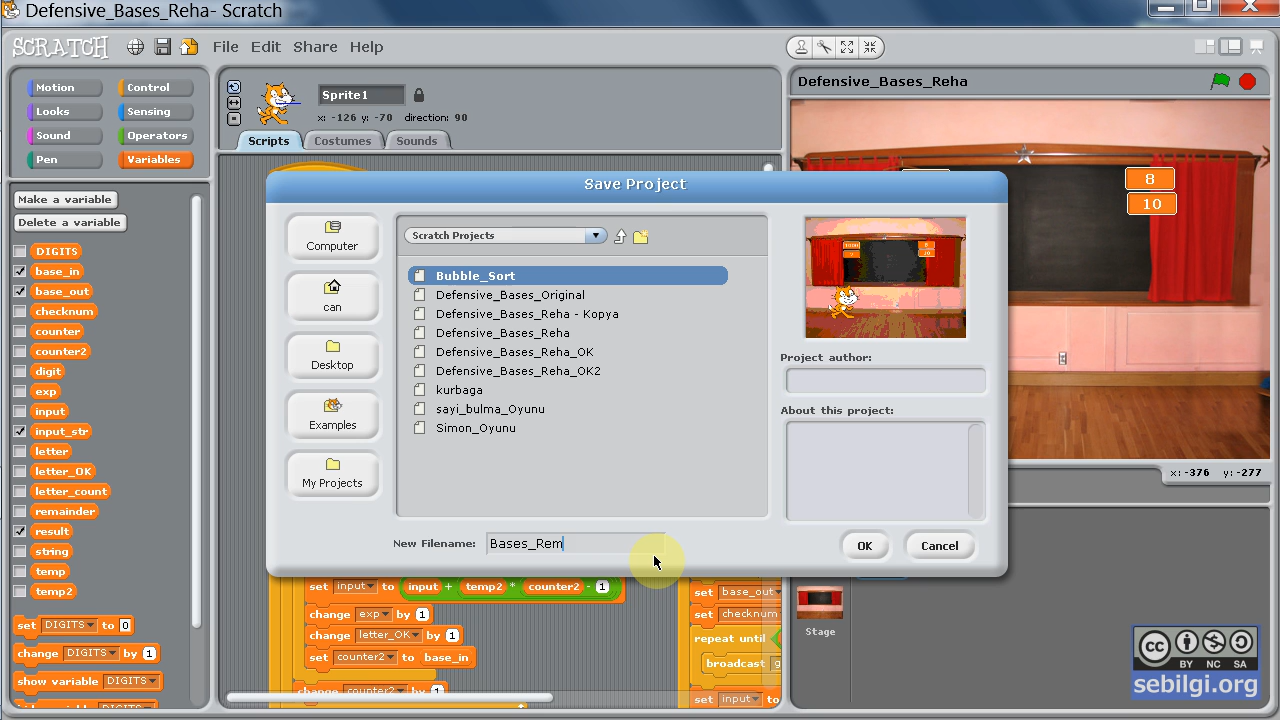 Defensive_Bases_Reha- Scratch
SCRATCH File Edit Share Help
Motion Control
Looks Sensing
Sound Operators
Pen Variables
Make a variable
Delete a variable
DIGITS
base_in
base_out
checknum
counter
counter2
digit
exp
input
input_str
letter
letter_OK
letter_count
remainder
result
string
temp
temp2
set DIGITS to 0
change DIGITS by 1
show variable DIGITS
Sprite1
x: -126 y: -70 direction: 90
Scripts Costumes Sounds
Defensive_Bases_Reha
8
10
Save Project
Computer
can
Desktop
Examples
My Projects
Scratch Projects
Bubble_Sort
Defensive_Bases_Original
Defensive_Bases_Reha - Kopya
Defensive_Bases_Reha
Defensive_Bases_Reha_OK
Defensive_Bases_Reha_OK2
kurbaga
sayi_bulma_Oyunu
Simon_Oyunu
Project author:
About this project:
New Filename: Bases_Rem
OK Cancel
x: -376 y: -277
set input to input + temp2 * counter2 - 1
change exp by 1
change letter_OK by 1
set counter2 to base_in
change counter2 by 1
set base_out
set checknum
repeat until
broadcast
set input to
Stage
CC BY NC SA
sebilgi.org